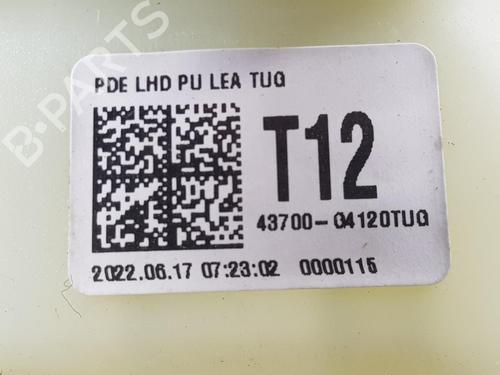 PDE LHD PU LEA TUG
T12
43700-G4120TUG
2022.06.17 07:23:02 0000115
B-PARTS